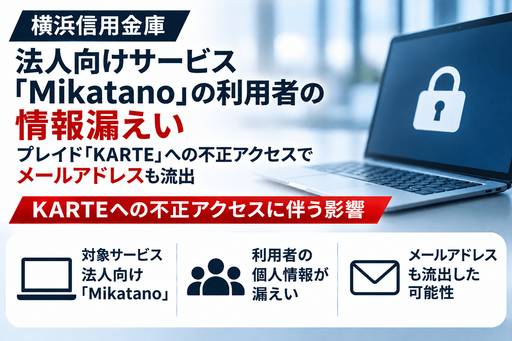 横浜信用金庫
法人向けサービス
「Mikatano」の利用者の
情報漏えい
プレイド「KARTE」への不正アクセスで
メールアドレスも流出
KARTEへの不正アクセスに伴う影響
対象サービス
法人向け
「Mikatano」
利用者の
個人情報が
漏えい
メールアドレス
も流出した
可能性